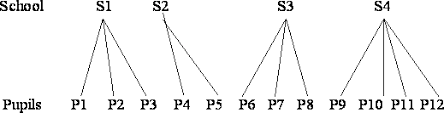 School S1 S2 S3 S4
Pupils P1 P2 P3 P4 P5 P6 P7 P8 P9 P10 P11 P12